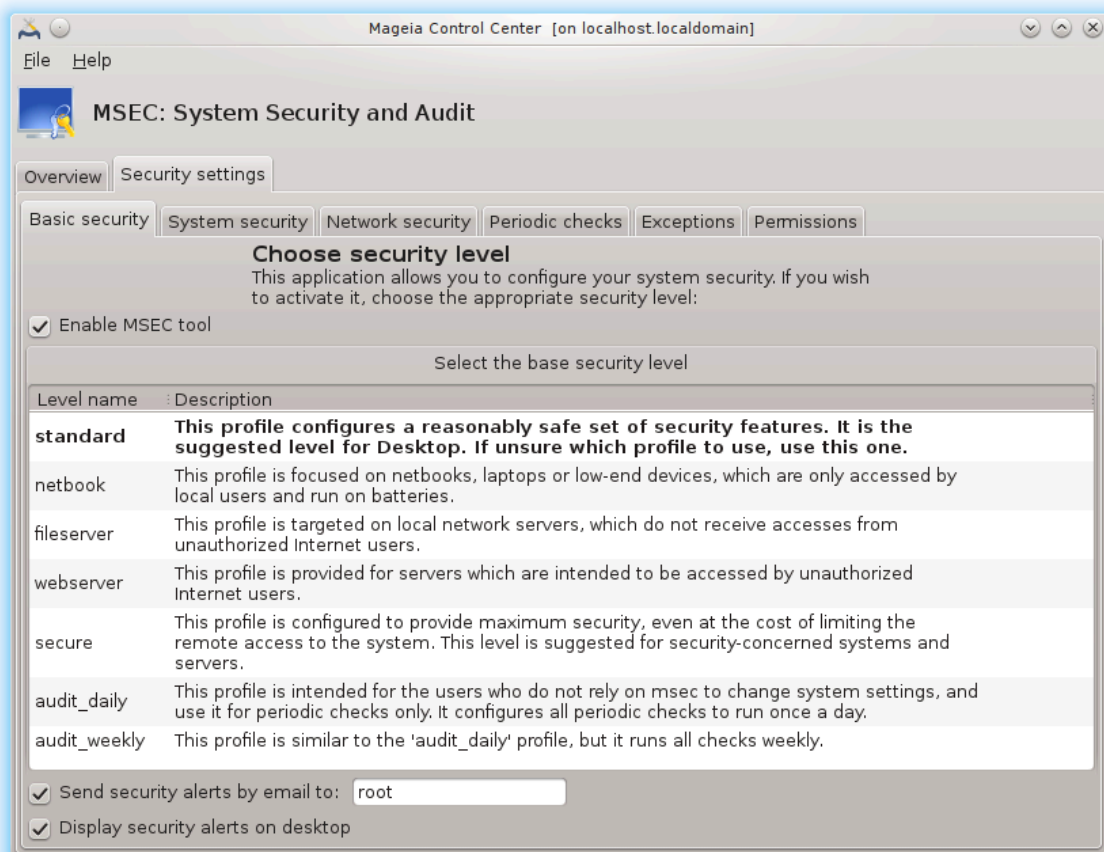 Mageia Control Center  [on localhost.localdomain]
File Help
MSEC: System Security and Audit
Overview Security settings
Basic security System security Network security Periodic checks Exceptions Permissions
Choose security level
This application allows you to configure your system security. If you wish
to activate it, choose the appropriate security level:
Enable MSEC tool
Select the base security level
Level name Description
standard This profile configures a reasonably safe set of security features. It is the
suggested level for Desktop. If unsure which profile to use, use this one.
netbook This profile is focused on netbooks, laptops or low-end devices, which are only accessed by
local users and run on batteries.
fileserver This profile is targeted on local network servers, which do not receive accesses from
unauthorized Internet users.
webserver This profile is provided for servers which are intended to be accessed by unauthorized
Internet users.
secure This profile is configured to provide maximum security, even at the cost of limiting the
remote access to the system. This level is suggested for security-concerned systems and
servers.
audit_daily This profile is intended for the users who do not rely on msec to change system settings, and
use it for periodic checks only. It configures all periodic checks to run once a day.
audit_weekly This profile is similar to the 'audit_daily' profile, but it runs all checks weekly.
Send security alerts by email to: root
Display security alerts on desktop